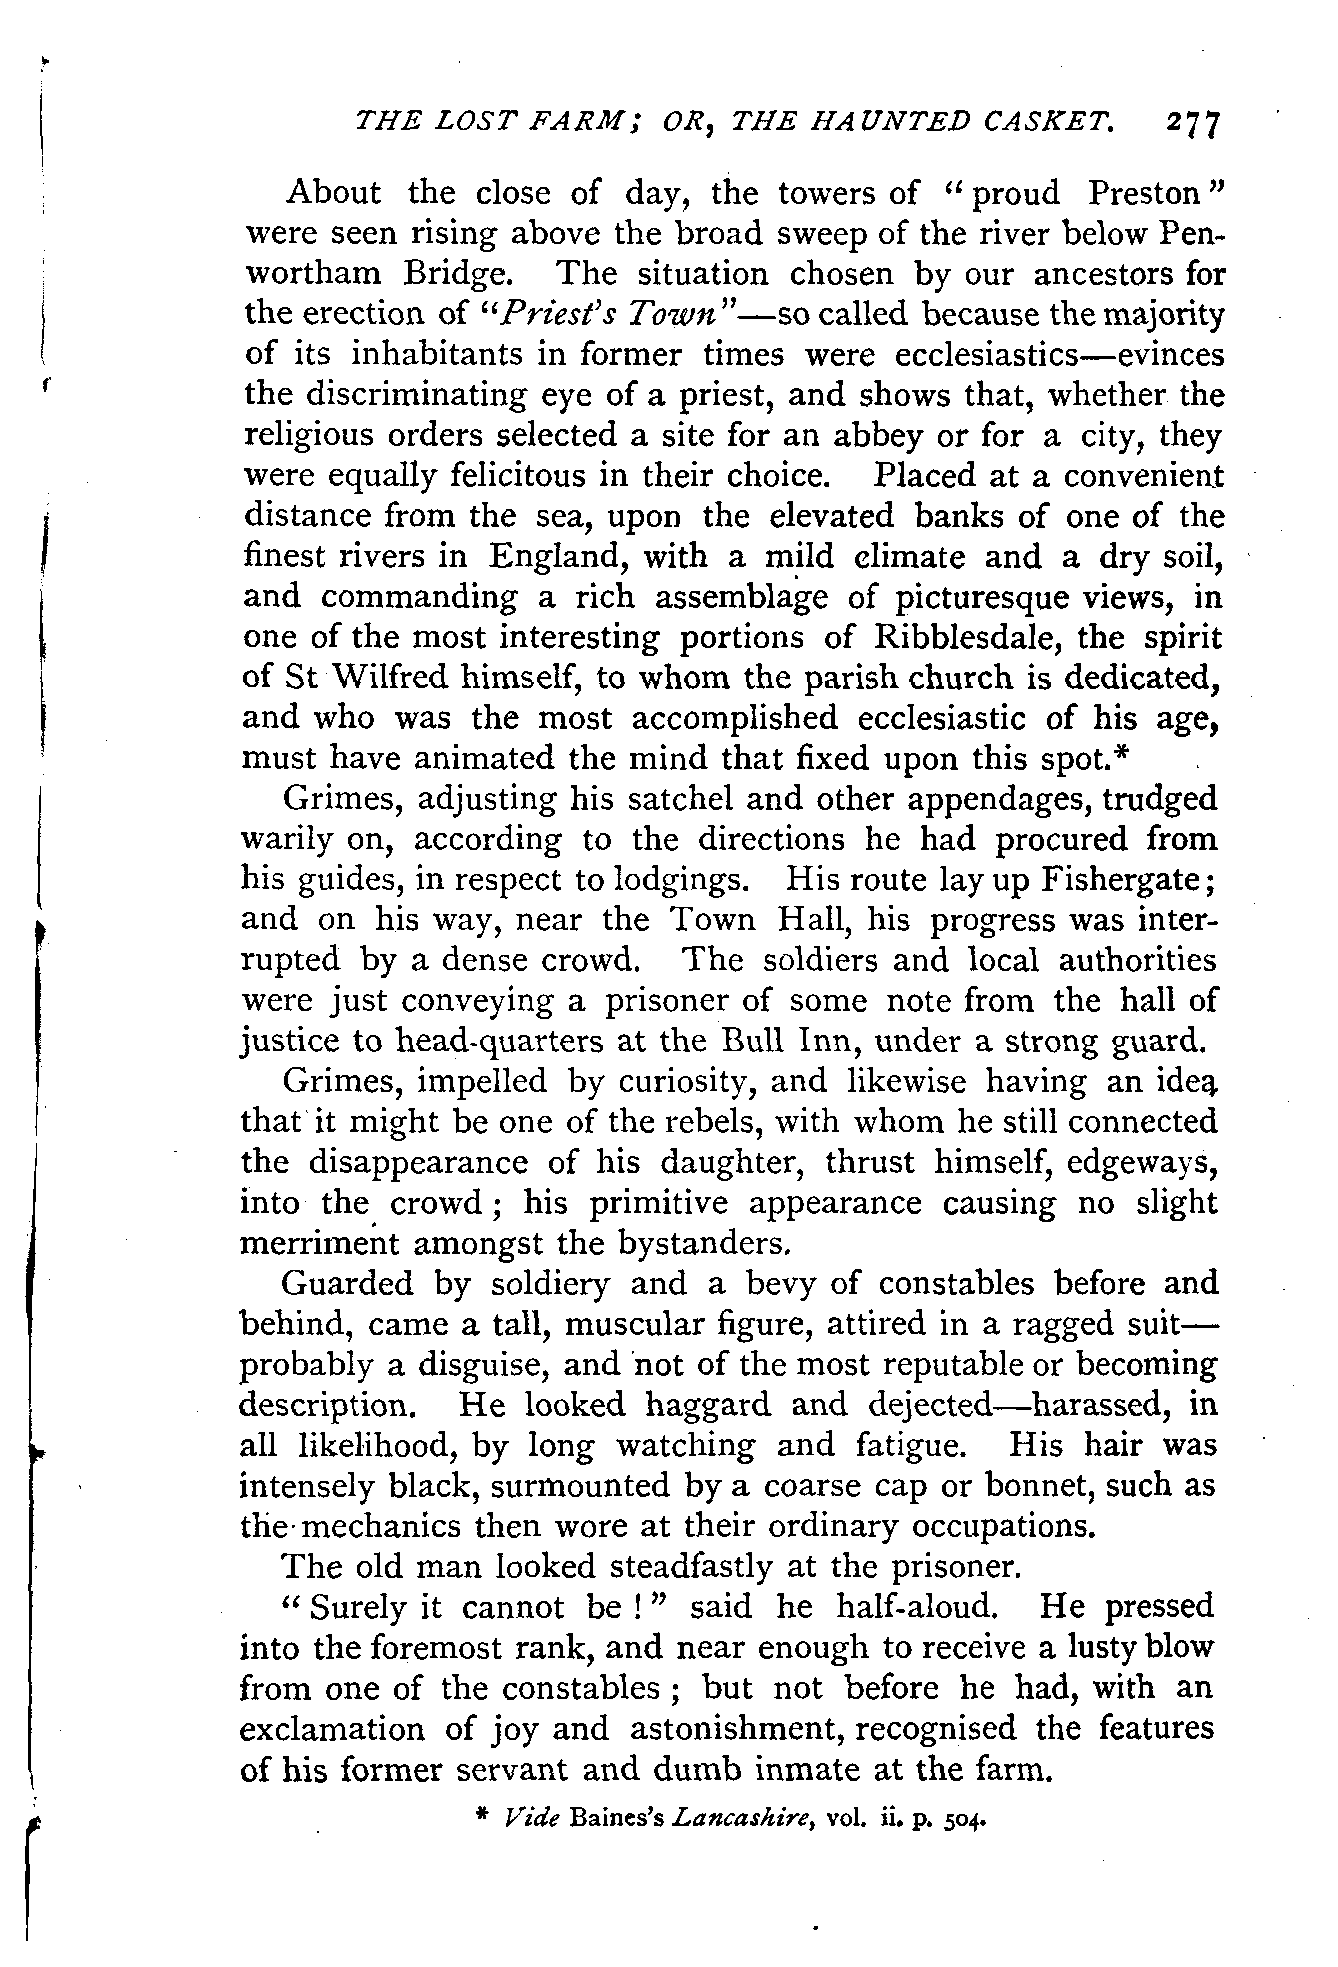 THE LOST FARM; OR, THE HAUNTED CASKET. 277
About the close of day, the towers of “proud Preston”
were seen rising above the broad sweep of the river below Pen-
wortham Bridge. The situation chosen by our ancestors for
the erection of “Priest’s Town”—so called because the majority
of its inhabitants in former times were ecclesiastics—evinces
the discriminating eye of a priest, and shows that, whether the
religious orders selected a site for an abbey or for a city, they
were equally felicitous in their choice. Placed at a convenient
distance from the sea, upon the elevated banks of one of the
finest rivers in England, with a mild climate and a dry soil,
and commanding a rich assemblage of picturesque views, in
one of the most interesting portions of Ribblesdale, the spirit
of St Wilfred himself, to whom the parish church is dedicated,
and who was the most accomplished ecclesiastic of his age,
must have animated the mind that fixed upon this spot.*
Grimes, adjusting his satchel and other appendages, trudged
warily on, according to the directions he had procured from
his guides, in respect to lodgings. His route lay up Fishergate;
and on his way, near the Town Hall, his progress was inter-
rupted by a dense crowd. The soldiers and local authorities
were just conveying a prisoner of some note from the hall of
justice to head-quarters at the Bull Inn, under a strong guard.
Grimes, impelled by curiosity, and likewise having an idea
that it might be one of the rebels, with whom he still connected
the disappearance of his daughter, thrust himself, edgeways,
into the crowd; his primitive appearance causing no slight
merriment amongst the bystanders.
Guarded by soldiery and a bevy of constables before and
behind, came a tall, muscular figure, attired in a ragged suit—
probably a disguise, and not of the most reputable or becoming
description. He looked haggard and dejected—harassed, in
all likelihood, by long watching and fatigue. His hair was
intensely black, surmounted by a coarse cap or bonnet, such as
the mechanics then wore at their ordinary occupations.
The old man looked steadfastly at the prisoner.
“Surely it cannot be!” said he half-aloud. He pressed
into the foremost rank, and near enough to receive a lusty blow
from one of the constables; but not before he had, with an
exclamation of joy and astonishment, recognised the features
of his former servant and dumb inmate at the farm.
* Vide Baines’s Lancashire, vol. ii. p. 504.